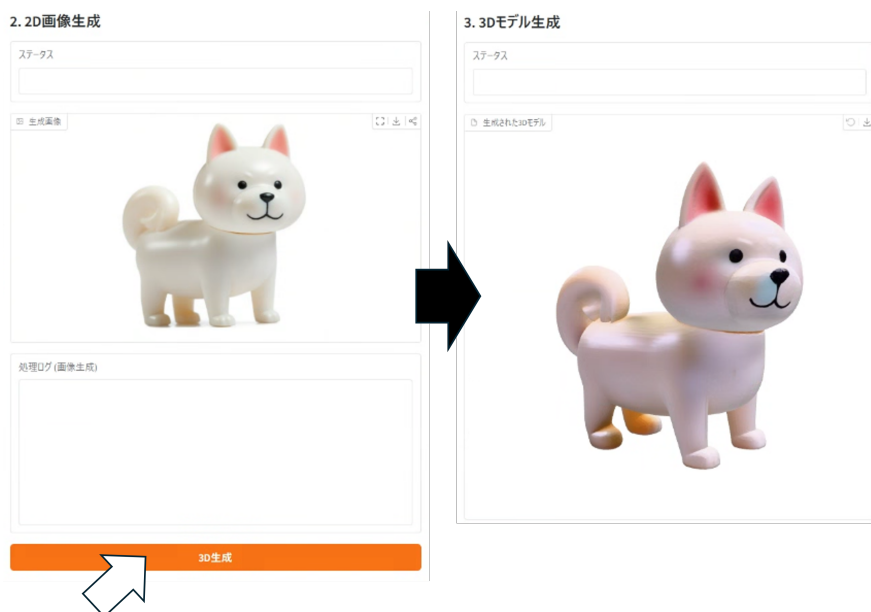 2. 2D画像生成
ステータス
生成画像
処理ログ (画像生成)
3D生成
3. 3Dモデル生成
ステータス
生成された3Dモデル